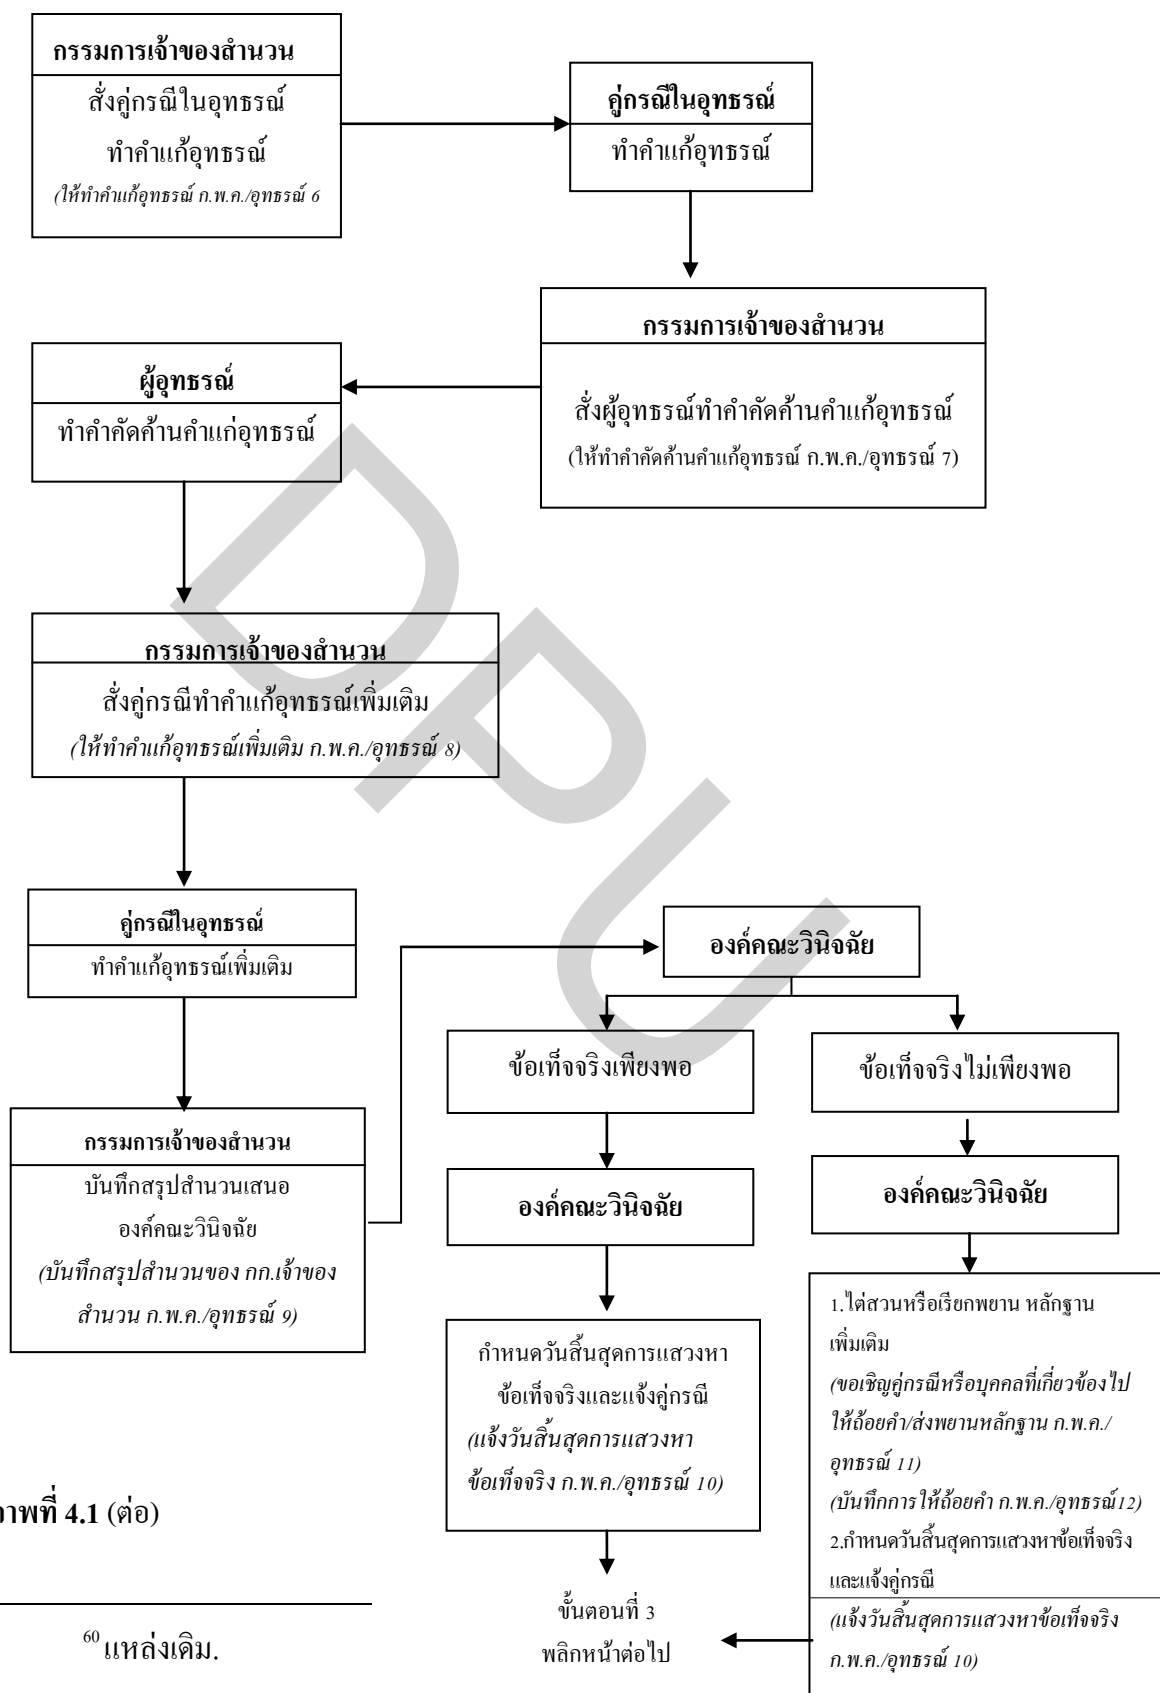 กรรมการเจ้าของสำนวน
สั่งคู่กรณีในอุทธรณ์
ทำคำแก้อุทธรณ์
(ให้ทำคำแก้อุทธรณ์ ก.พ.ค./อุทธรณ์ 6
คู่กรณีในอุทธรณ์
ทำคำแก้อุทธรณ์
กรรมการเจ้าของสำนวน
สั่งผู้อุทธรณ์ทำคำคัดค้านคำแก้อุทธรณ์
(ให้ทำคำคัดค้านคำแก้อุทธรณ์ ก.พ.ค./อุทธรณ์ 7)
ผู้อุทธรณ์
ทำคำคัดค้านคำแก่อุทธรณ์
กรรมการเจ้าของสำนวน
สั่งคู่กรณีทำคำแก้อุทธรณ์เพิ่มเติม
(ให้ทำคำแก้อุทธรณ์เพิ่มเติม ก.พ.ค./อุทธรณ์ 8)
คู่กรณีในอุทธรณ์
ทำคำแก้อุทธรณ์เพิ่มเติม
กรรมการเจ้าของสำนวน
บันทึกสรุปสำนวนเสนอ
องค์คณะวินิจฉัย
(บันทึกสรุปสำนวนของ กก.เจ้าของ
สำนวน ก.พ.ค./อุทธรณ์ 9)
องค์คณะวินิจฉัย
ข้อเท็จจริงเพียงพอ
องค์คณะวินิจฉัย
กำหนดวันสิ้นสุดการแสวงหา
ข้อเท็จจริงและแจ้งคู่กรณี
(แจ้งวันสิ้นสุดการแสวงหา
ข้อเท็จจริง ก.พ.ค./อุทธรณ์ 10)
ข้อเท็จจริงไม่เพียงพอ
องค์คณะวินิจฉัย
1.ไต่สวนหรือเรียกพยาน หลักฐาน
เพิ่มเติม
(ขอเชิญคู่กรณีหรือบุคคลที่เกี่ยวข้องไป
ให้ถ้อยคำ/ส่งพยานหลักฐาน ก.พ.ค./
อุทธรณ์ 11)
(บันทึกการให้ถ้อยคำ ก.พ.ค./อุทธรณ์12)
2.กำหนดวันสิ้นสุดการแสวงหาข้อเท็จจริง
และแจ้งคู่กรณี
(แจ้งวันสิ้นสุดการแสวงหาข้อเท็จจริง
ก.พ.ค./อุทธรณ์ 10)
ขั้นตอนที่ 3
พลิกหน้าต่อไป
าพที่ 4.1 (ต่อ)
60 แหล่งเดิม.
DPU